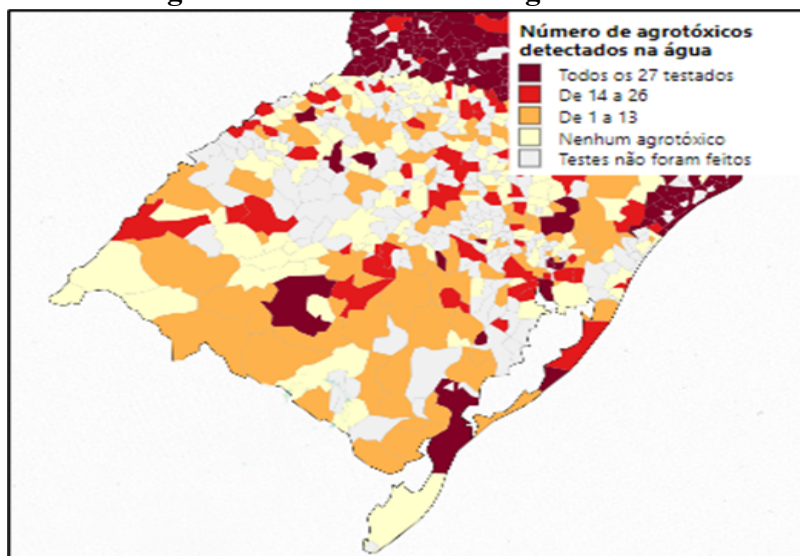 Número de agrotóxicos
detectados na água
Todos os 27 testados
De 14 a 26
De 1 a 13
Nenhum agrotóxico
Testes não foram feitos